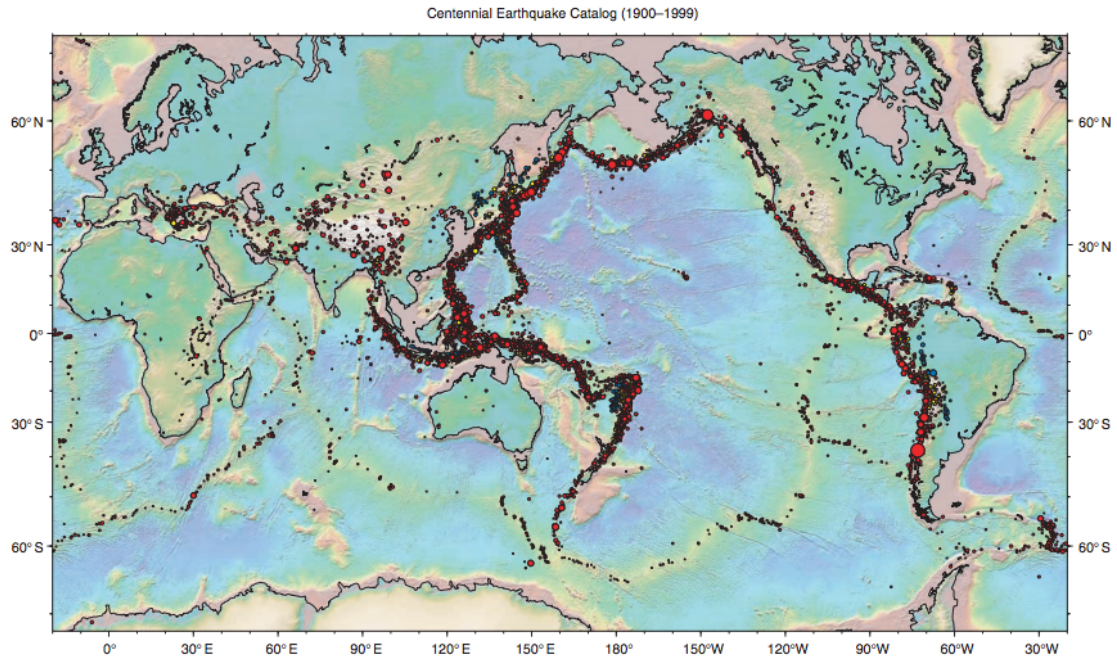 Centennial Earthquake Catalog (1900–1999)
60° N
60° N
30° N
30° N
0°
0°
30° S
30° S
60° S
60° S
0°
30° E
60° E
90° E
120° E
150° E
180°
150° W
120° W
90° W
60° W
30° W